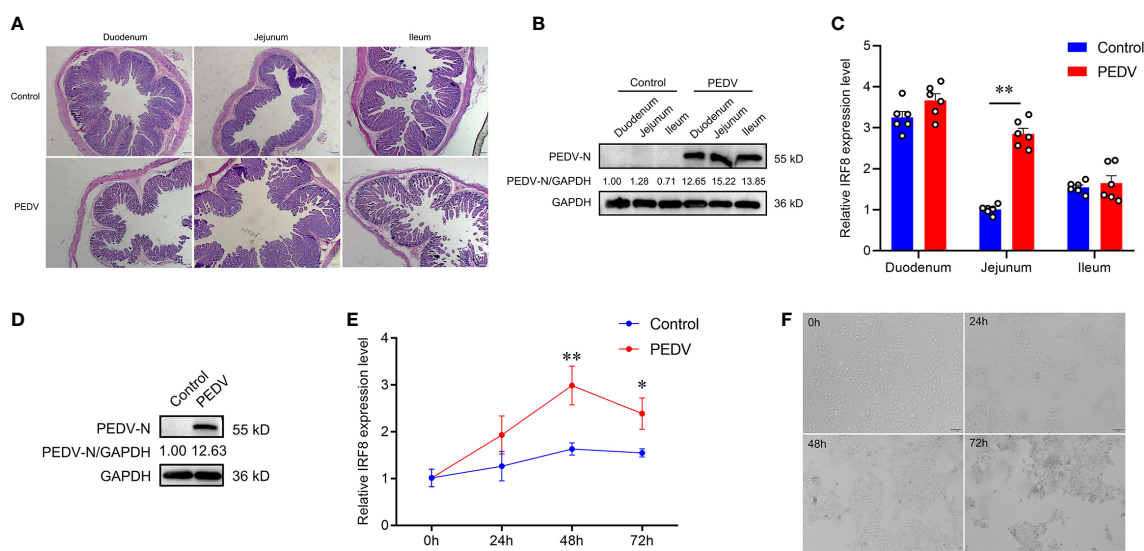 A
Duodenum Jejunum Ileum
Control
PEDV
B
Control PEDV
Duodenum Jejunum Ileum Duodenum Jejunum Ileum
PEDV-N 55 kD
PEDV-N/GAPDH 1.00 1.28 0.71 12.65 15.22 13.85
GAPDH 36 kD
C
Control
PEDV
Relative IRF8 expression level
5
4
3
2
1
0
**
Duodenum Jejunum Ileum
D
Control PEDV
PEDV-N 55 kD
PEDV-N/GAPDH 1.00 12.63
GAPDH 36 kD
E
Control
PEDV
Relative IRF8 expression level
4
3
2
1
0
**
*
0h 24h 48h 72h
F
0h 24h
48h 72h